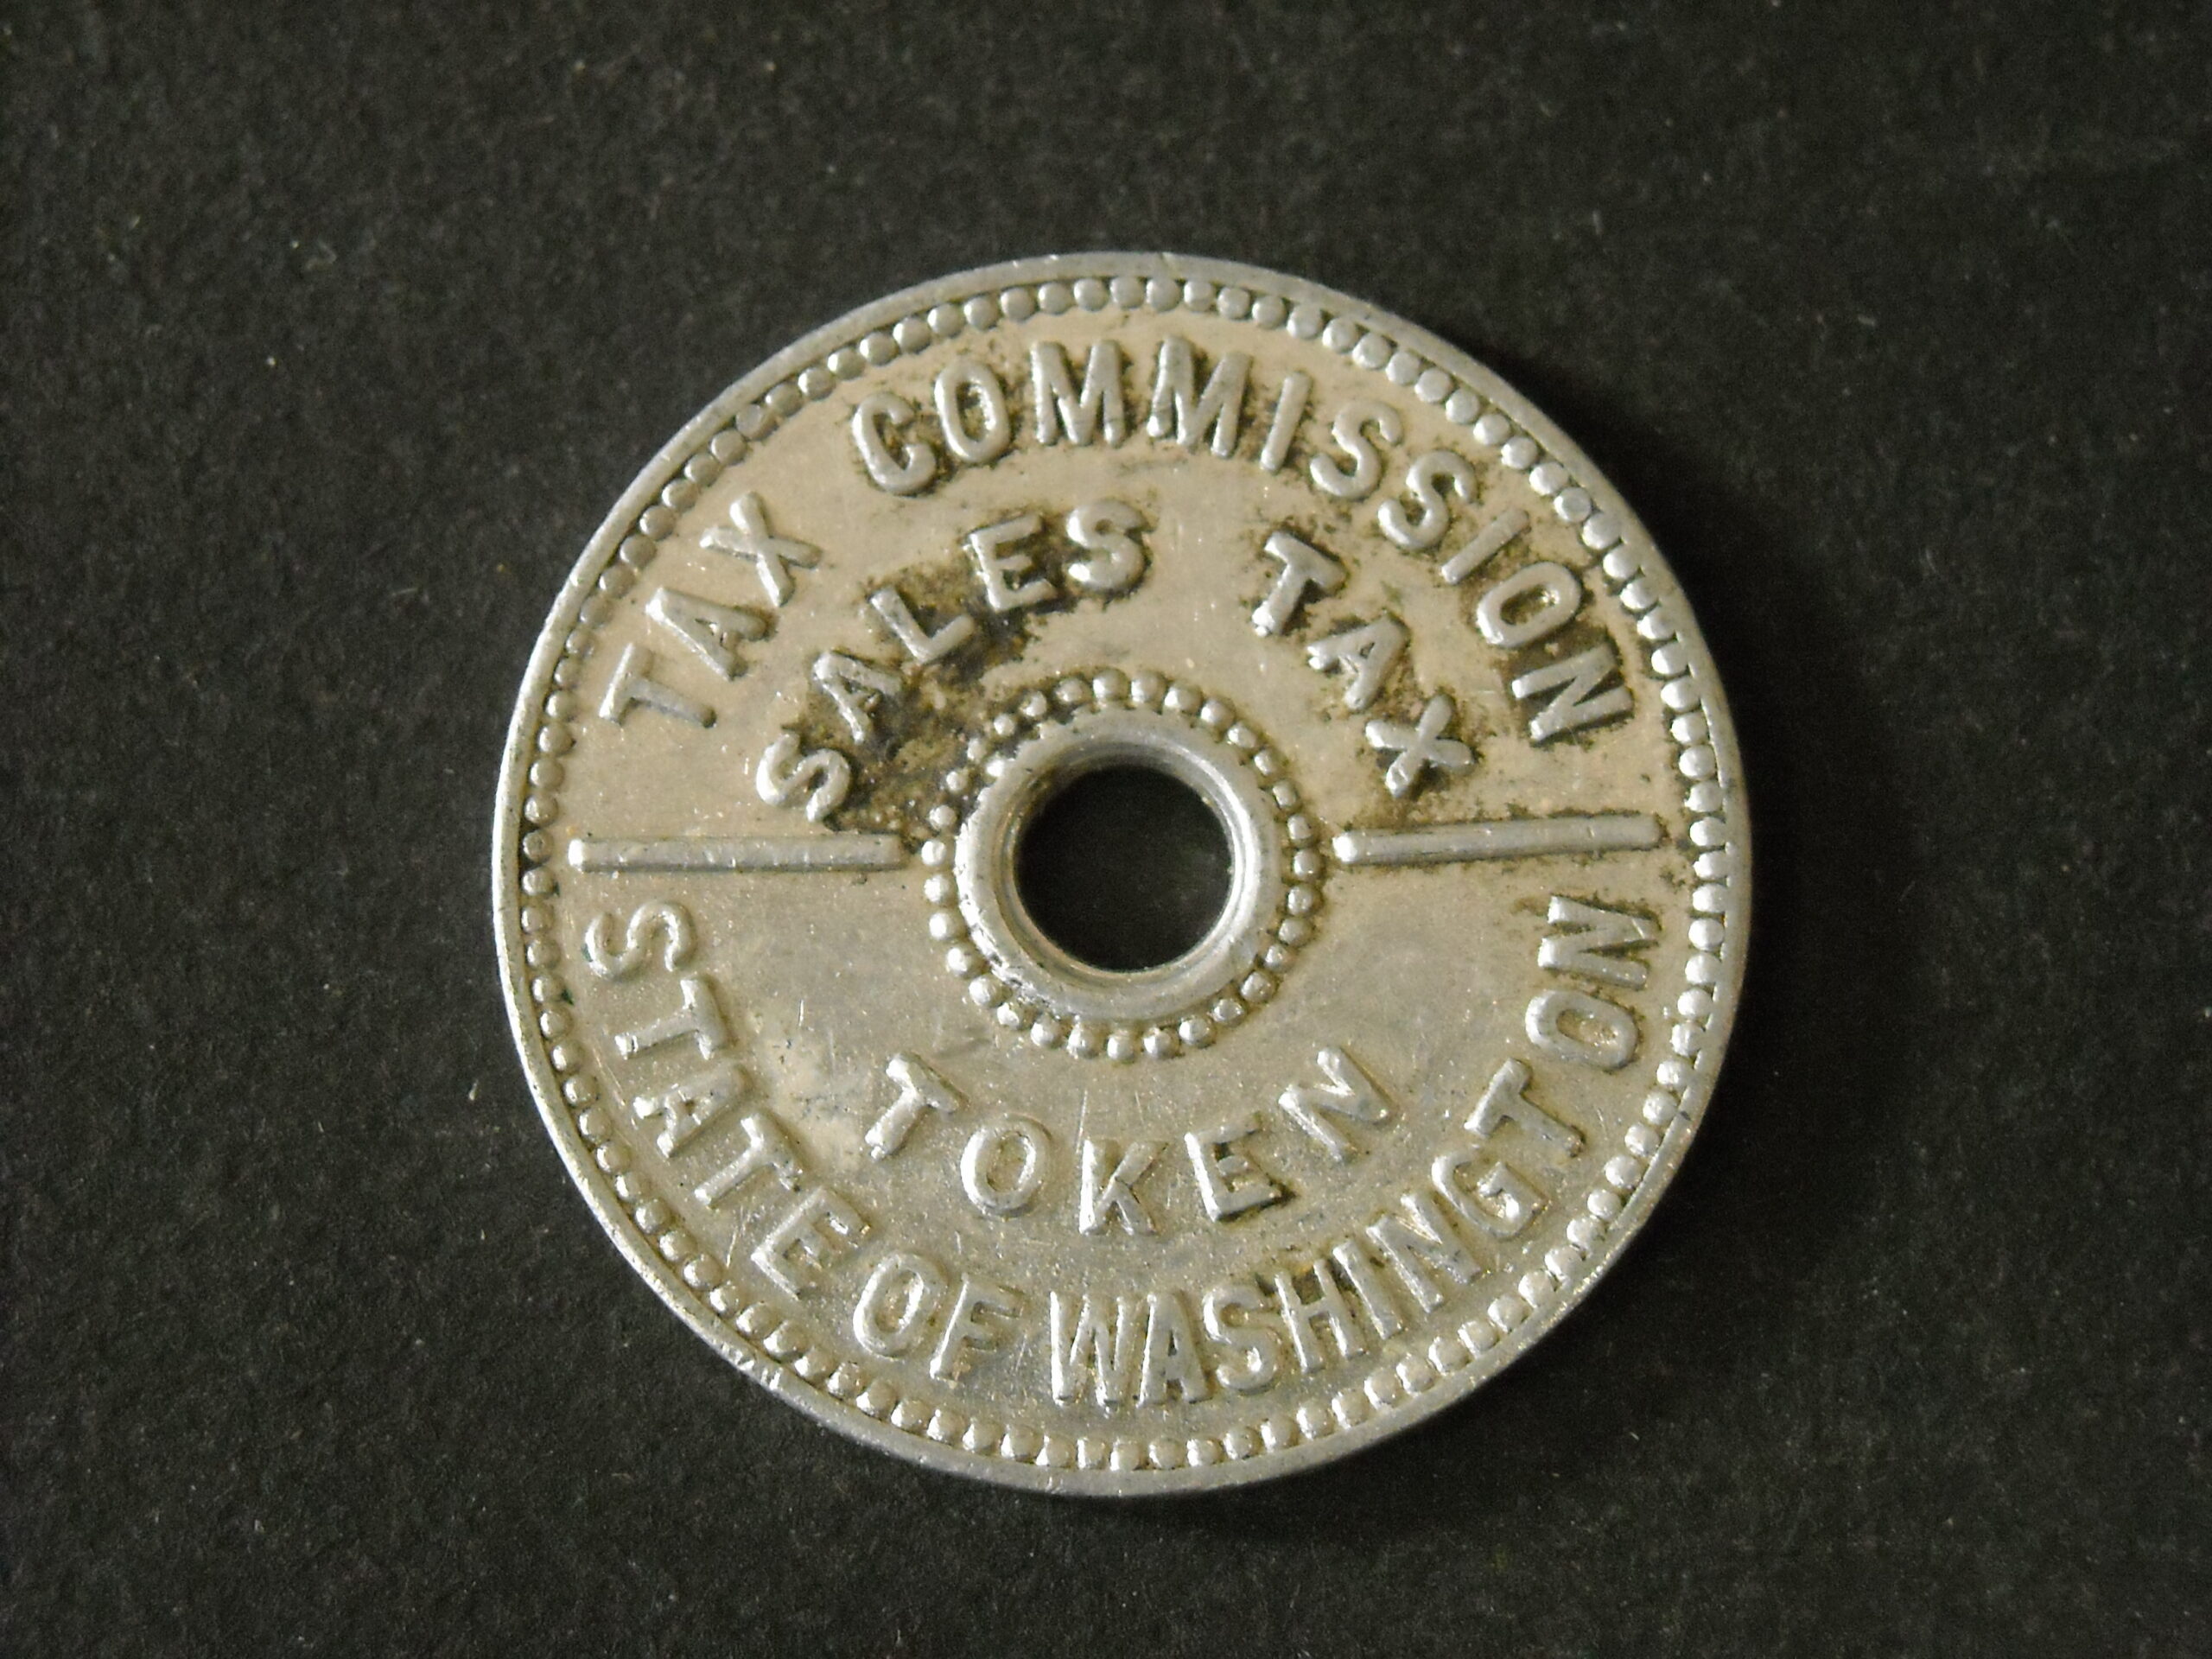 TAX COMMISSION
SALES TAX
TOKEN
STATE OF WASHINGTON